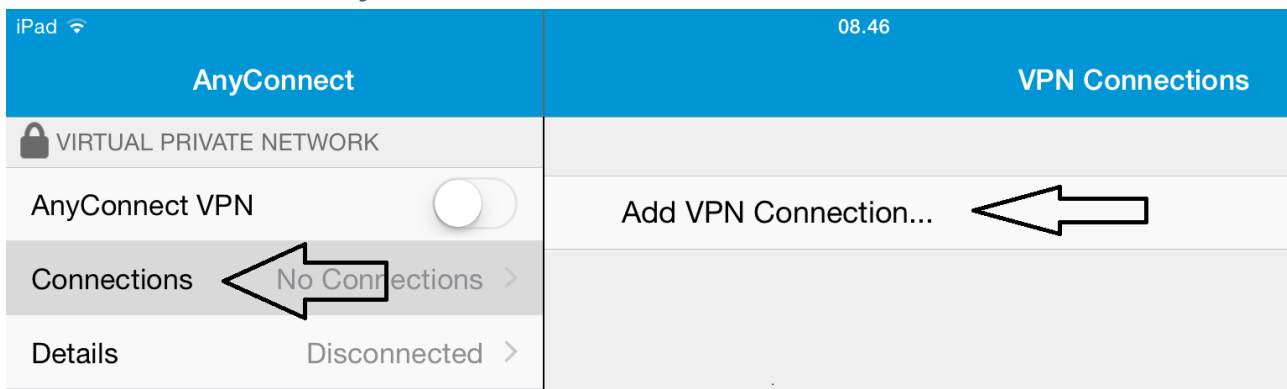 iPad 08.46
AnyConnect
VPN Connections
VIRTUAL PRIVATE NETWORK
AnyConnect VPN
Connections No Connections
Details Disconnected
Add VPN Connection...